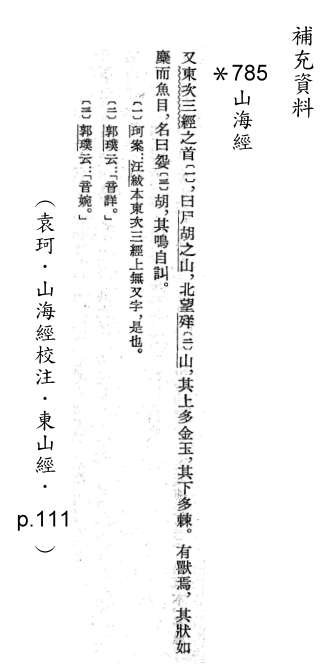 補充資料
*785 山海經
又東次三經之首〔一〕，曰尸胡之山，北望𡺯〔二〕山，其上多金玉，其下多棘。有獸焉，其狀如
麋而魚目，名曰妴〔三〕胡，其鳴自訆。
〔一〕珂案：汪紱本東次三經上無又字，是也。
〔二〕郭璞云：「音詳。」
〔三〕郭璞云：「音婉。」
（袁珂．山海經校注．東山經．p.111）